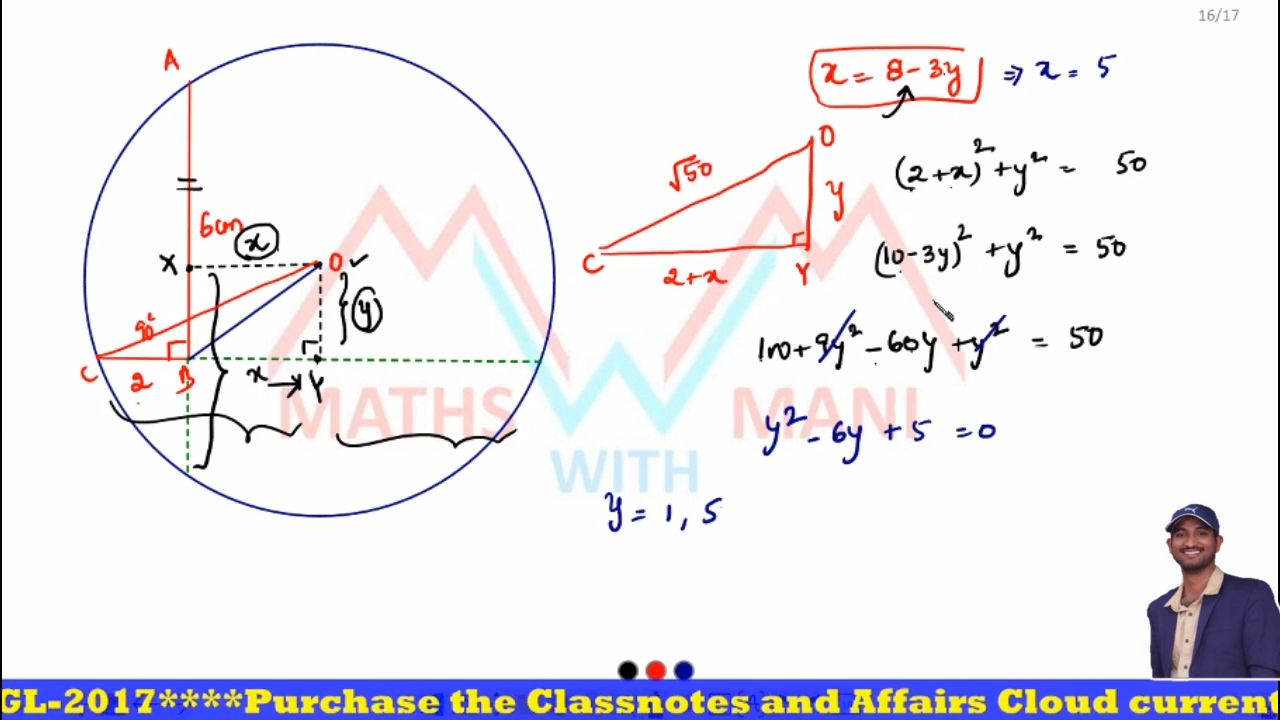 16/17
A
x = 8 - 3y ⇒ x = 5
O
√50
y
C
2+x
Y
(2+x)² + y² = 50
(10-3y)² + y² = 50
100 + 9y² - 60y + y² = 50
y² - 6y + 5 = 0
y = 1, 5
6cm
x
X
O ✓
y
90°
C
2
B
x → Y
MATHS
WITH
MANI
GL-2017****Purchase the Classnotes and Affairs Cloud current